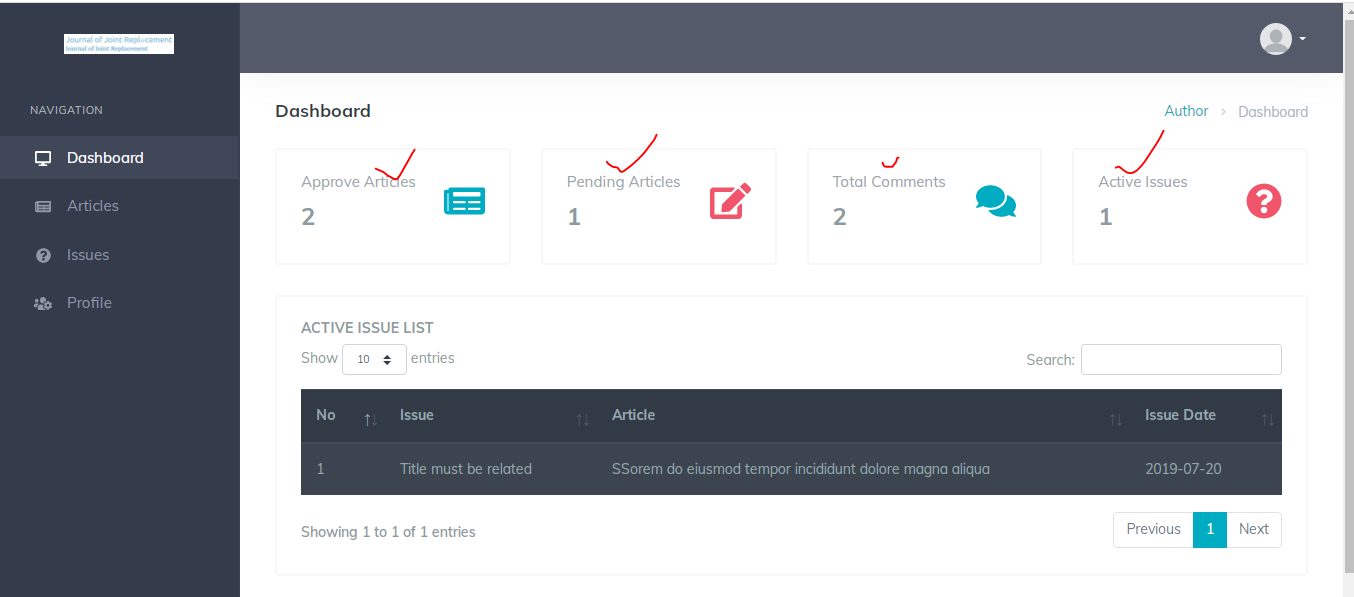 Journal of Joint Replacement
Journal of Joint Replacement
NAVIGATION
Dashboard
Articles
Issues
Profile
Dashboard
Author > Dashboard
Approve Articles
2
Pending Articles
1
Total Comments
2
Active Issues
1
ACTIVE ISSUE LIST
Show 10 entries
Search:
No Issue Article Issue Date
1 Title must be related SSorem do eiusmod tempor incididunt dolore magna aliqua 2019-07-20
Showing 1 to 1 of 1 entries
Previous 1 Next